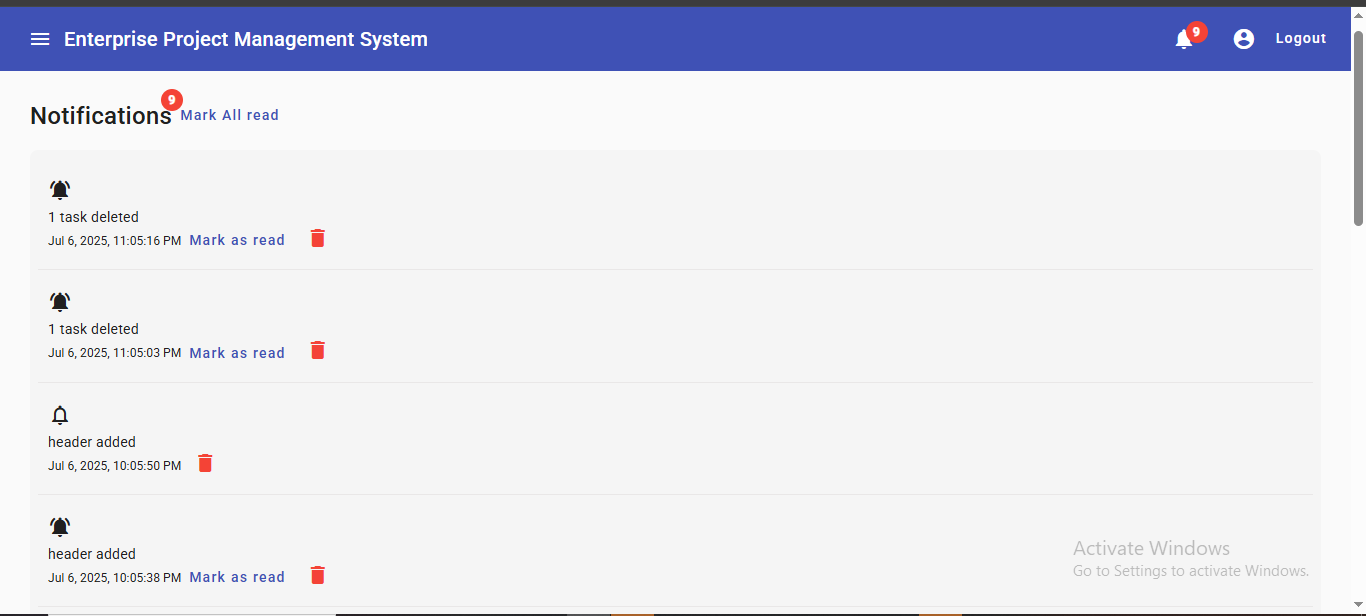 Enterprise Project Management System
9
Logout
Notifications
9
Mark All read
1 task deleted
Jul 6, 2025, 11:05:16 PM Mark as read
1 task deleted
Jul 6, 2025, 11:05:03 PM Mark as read
header added
Jul 6, 2025, 10:05:50 PM
header added
Jul 6, 2025, 10:05:38 PM Mark as read
Activate Windows
Go to Settings to activate Windows.